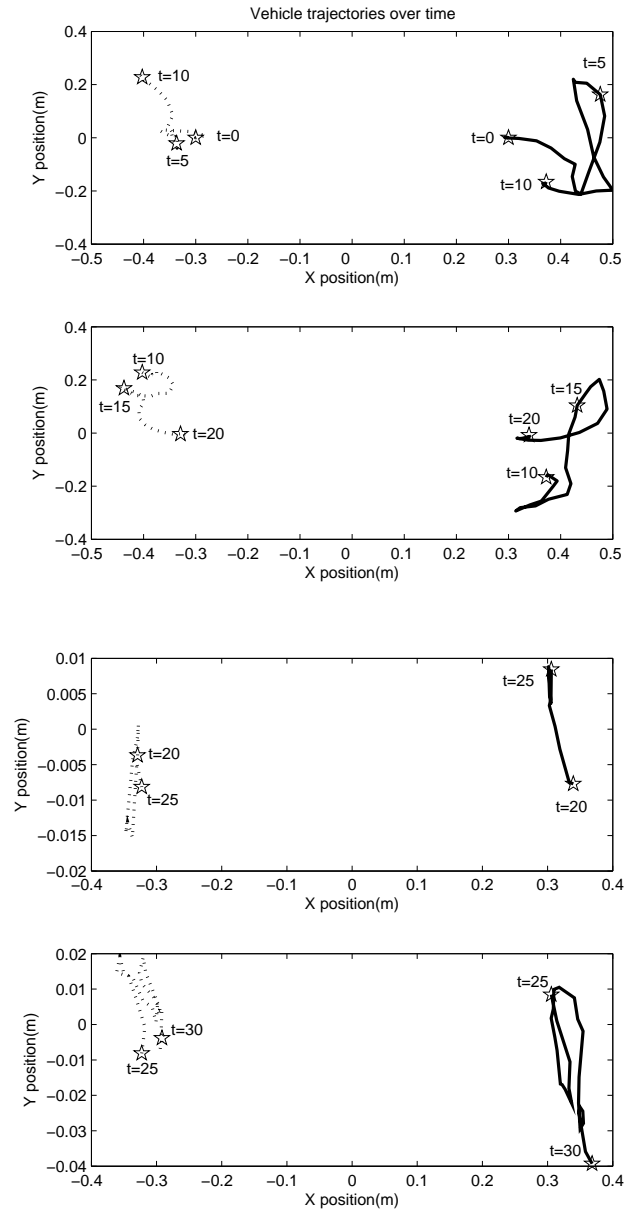 Vehicle trajectories over time
0.4
0.2
0
−0.2
−0.4
Y position(m)
t=10
t=0
t=5
t=5
t=0
t=10
−0.5 −0.4 −0.3 −0.2 −0.1 0 0.1 0.2 0.3 0.4 0.5
X position(m)
0.4
0.2
0
−0.2
−0.4
Y position(m)
t=10
t=15
t=20
t=15
t=20
t=10
−0.5 −0.4 −0.3 −0.2 −0.1 0 0.1 0.2 0.3 0.4 0.5
X position(m)
0.01
0.005
0
−0.005
−0.01
−0.015
−0.02
Y position(m)
t=20
t=25
t=25
t=20
−0.4 −0.3 −0.2 −0.1 0 0.1 0.2 0.3 0.4
X position(m)
0.02
0.01
0
−0.01
−0.02
−0.03
−0.04
Y position(m)
t=30
t=25
t=25
t=30
−0.4 −0.3 −0.2 −0.1 0 0.1 0.2 0.3 0.4
X position(m)